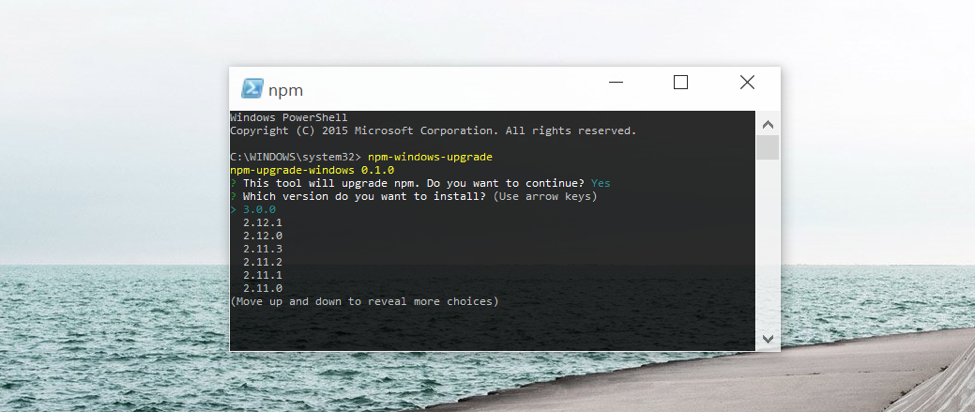 npm
Windows PowerShell
Copyright (C) 2015 Microsoft Corporation. All rights reserved.
C:\WINDOWS\system32> npm-windows-upgrade
npm-upgrade-windows 0.1.0
? This tool will upgrade npm. Do you want to continue? Yes
? Which version do you want to install? (Use arrow keys)
> 3.0.0
2.12.1
2.12.0
2.11.3
2.11.2
2.11.1
2.11.0
(Move up and down to reveal more choices)